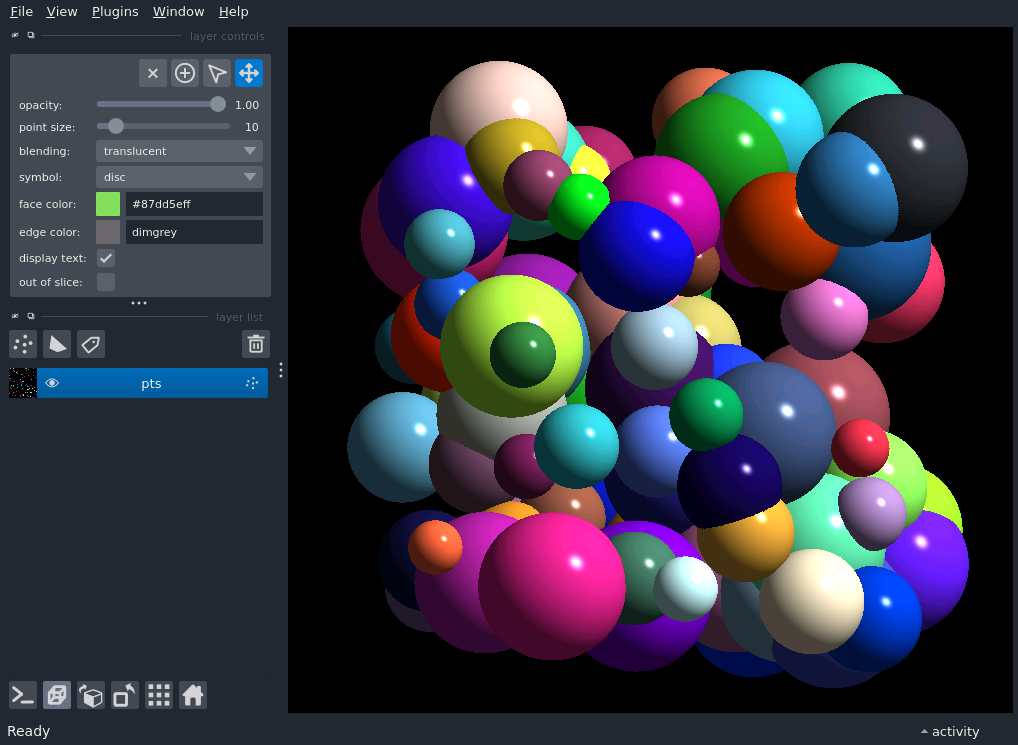 File View Plugins Window Help
layer controls
opacity: 1.00
point size: 10
blending: translucent
symbol: disc
face color: #87dd5eff
edge color: dimgrey
display text:
out of slice:
layer list
pts
Ready activity